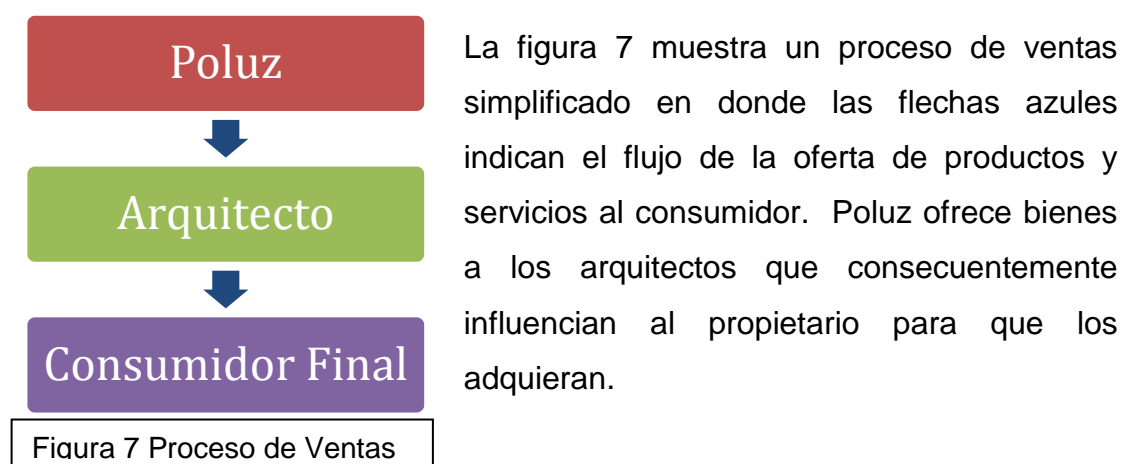 Poluz
Arquitecto
Consumidor Final
Figura 7 Proceso de Ventas
La figura 7 muestra un proceso de ventas
simplificado en donde las flechas azules
indican el flujo de la oferta de productos y
servicios al consumidor. Poluz ofrece bienes
a los arquitectos que consecuentemente
influencian al propietario para que los
adquieran.